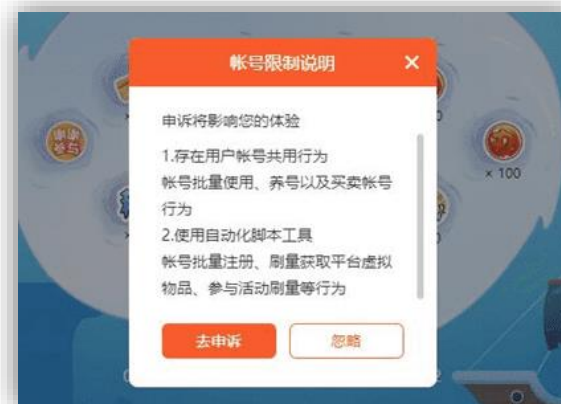 帐号限制说明
申诉将影响您的体验
1.存在用户帐号共用行为
帐号批量使用、养号以及买卖帐号
行为
2.使用自动化脚本工具
帐号批量注册、刷量获取平台虚拟
物品、参与活动刷量等行为
× 100
去申诉
忽略